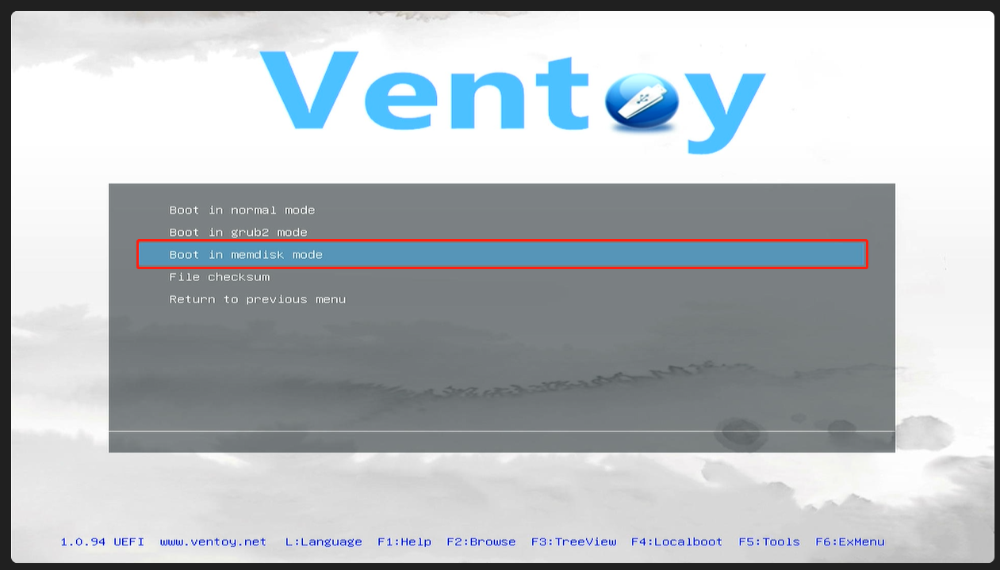 Ventoy
Boot in normal mode
Boot in grub2 mode
Boot in memdisk mode
File checksum
Return to previous menu
1.0.94 UEFI www.ventoy.net L:Language F1:Help F2:Browse F3:TreeView F4:Localboot F5:Tools F6:ExMenu